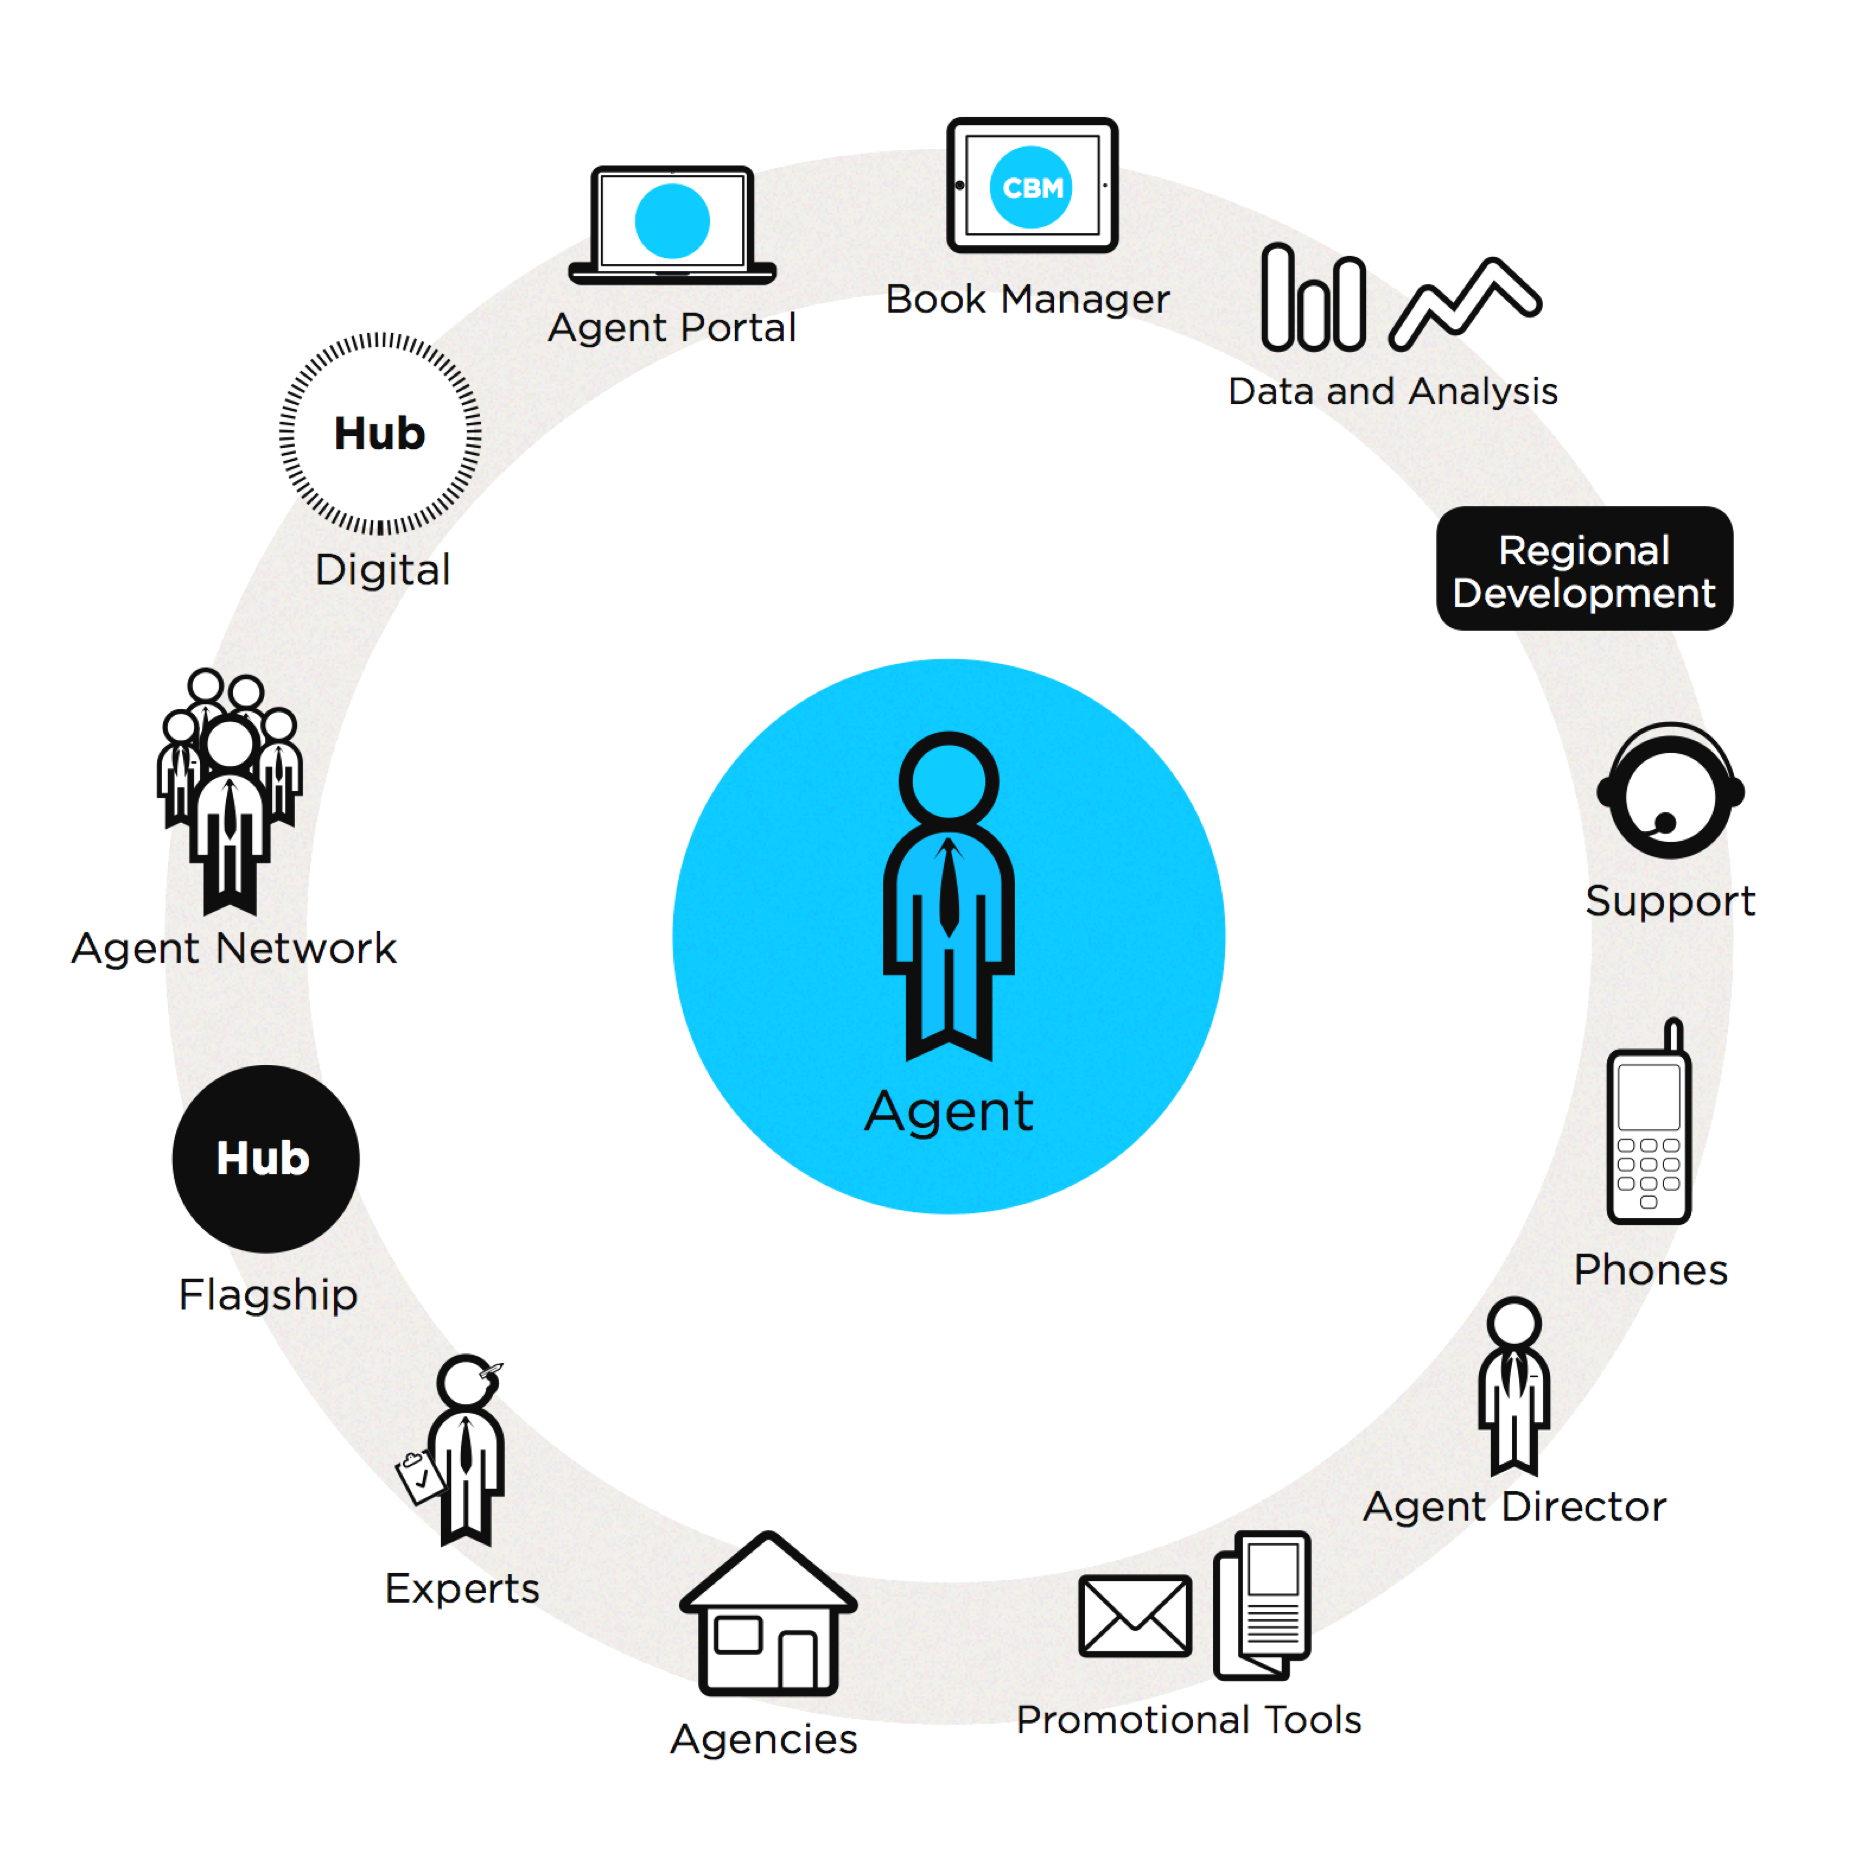 CBM
Book Manager
Agent Portal
Data and Analysis
Hub
Digital
Regional
Development
Agent Network
Support
Agent
Hub
Flagship
Phones
Agent Director
Experts
Promotional Tools
Agencies